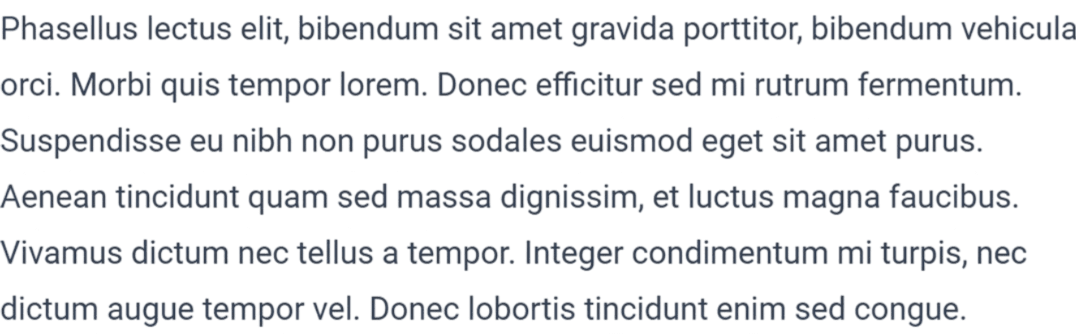 Phasellus lectus elit, bibendum sit amet gravida porttitor, bibendum vehicula
orci. Morbi quis tempor lorem. Donec efficitur sed mi rutrum fermentum.
Suspendisse eu nibh non purus sodales euismod eget sit amet purus.
Aenean tincidunt quam sed massa dignissim, et luctus magna faucibus.
Vivamus dictum nec tellus a tempor. Integer condimentum mi turpis, nec
dictum augue tempor vel. Donec lobortis tincidunt enim sed congue.